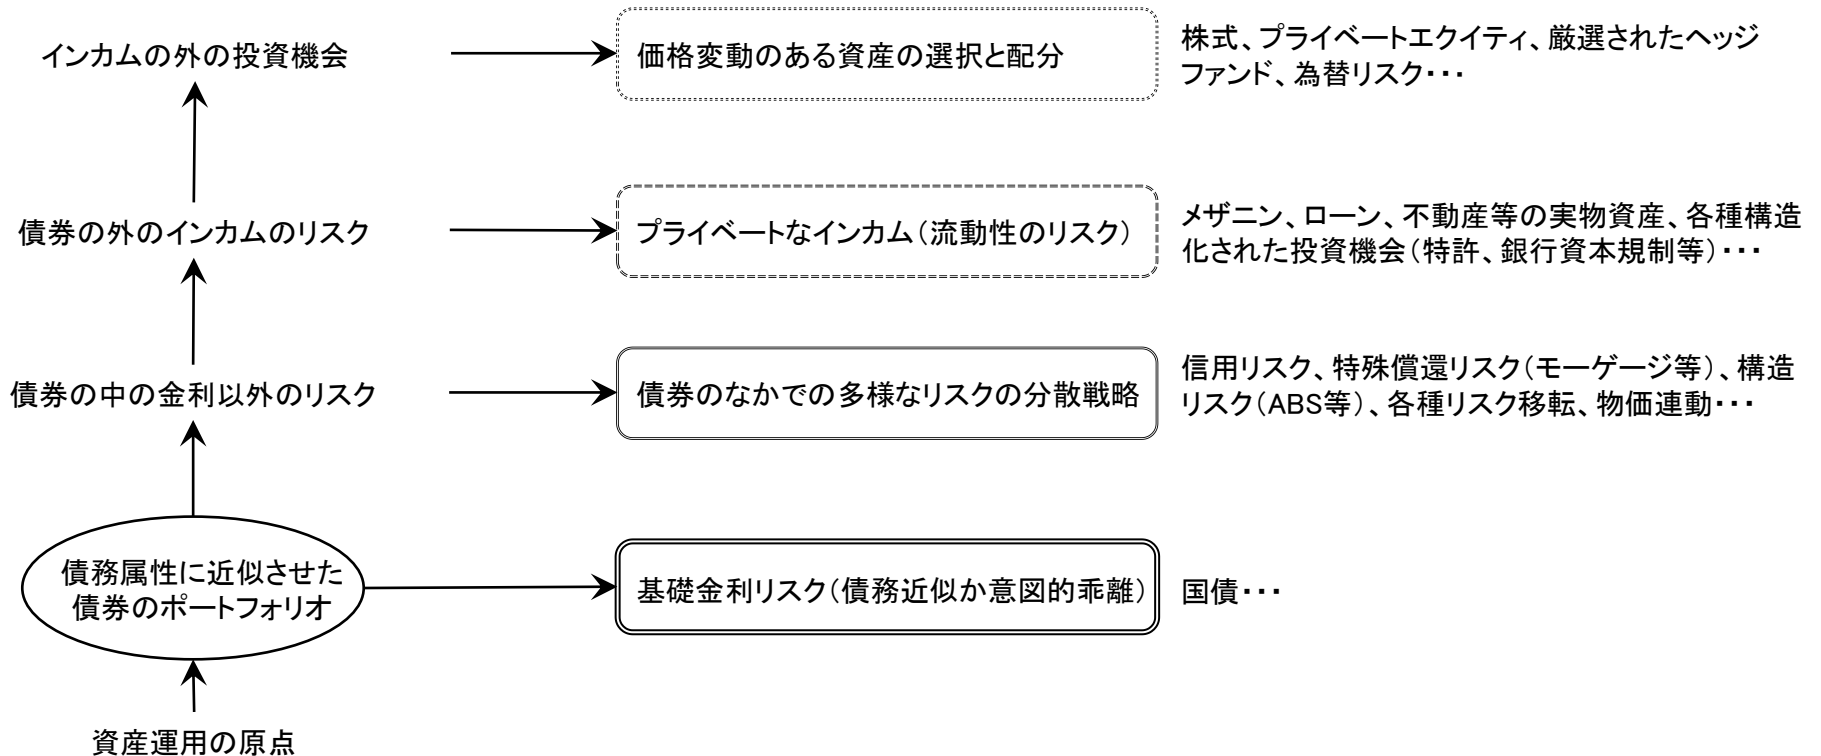 インカムの外の投資機会
価格変動のある資産の選択と配分
株式、プライベートエクイティ、厳選されたヘッジ
ファンド、為替リスク・・・
債券の外のインカムのリスク
プライベートなインカム（流動性のリスク）
メザニン、ローン、不動産等の実物資産、各種構造
化された投資機会（特許、銀行資本規制等）・・・
債券の中の金利以外のリスク
債券のなかでの多様なリスクの分散戦略
信用リスク、特殊償還リスク（モーゲージ等）、構造
リスク（ABS等）、各種リスク移転、物価連動・・・
債務属性に近似させた
債券のポートフォリオ
基礎金利リスク（債務近似か意図的乖離）
国債・・・
資産運用の原点